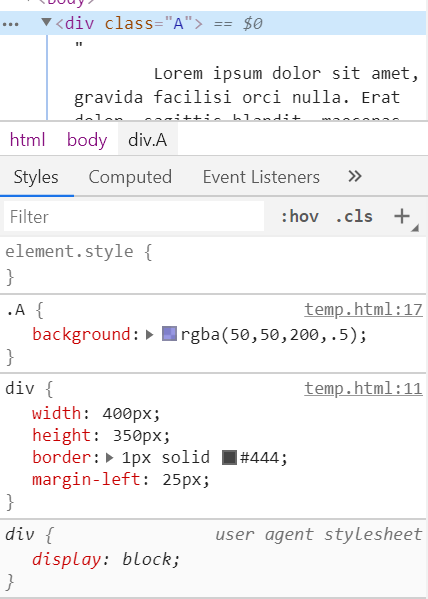 <body>
••• ▼<div class="A"> == $0
"
Lorem ipsum dolor sit amet,
gravida facilisi orci nulla. Erat
dolor, sagittis blandit, maecenas
html body div.A
Styles Computed Event Listeners »
Filter :hov .cls +
element.style {
}
.A { temp.html:17
background: ▶ rgba(50,50,200,.5);
}
div { temp.html:11
width: 400px;
height: 350px;
border: ▶ 1px solid #444;
margin-left: 25px;
}
div { user agent stylesheet
display: block;
}